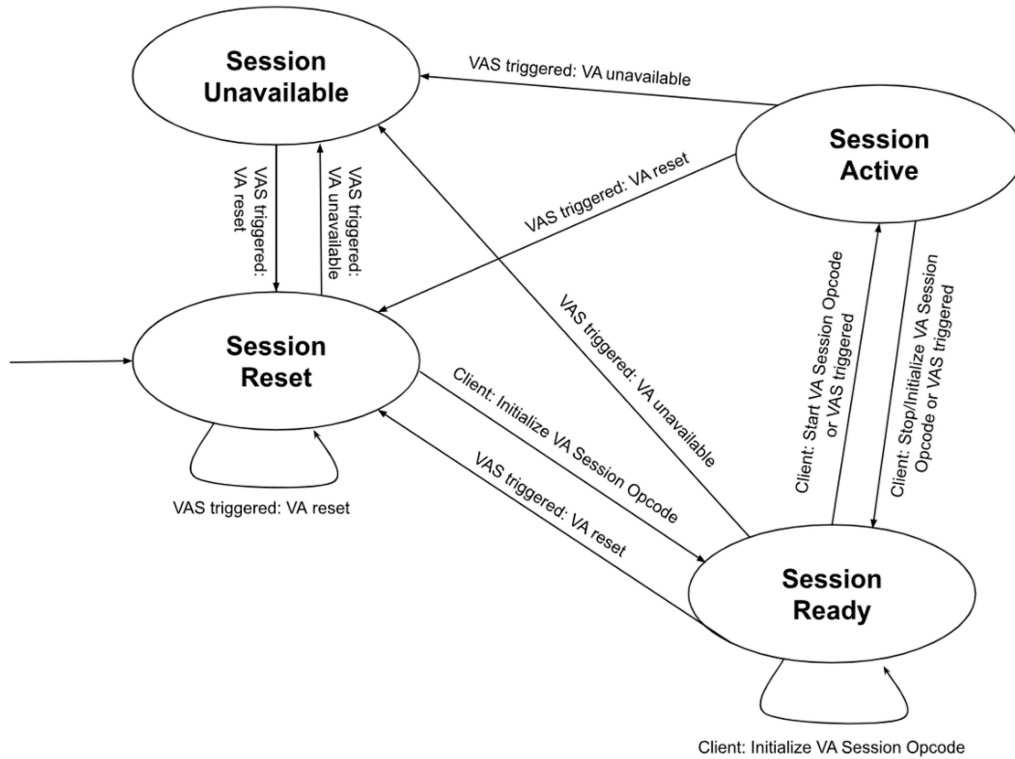 Session
Unavailable
VAS triggered: VA unavailable
Session
Active
VAS triggered:
VA reset
VAS triggered:
VA unavailable
VAS triggered: VA reset
Session
Reset
VAS triggered: VA unavailable
Client: Start VA Session Opcode
or VAS triggered
Client: Stop/Initialize VA Session
Opcode or VAS triggered
Client: Initialize VA Session Opcode
VAS triggered: VA reset
VAS triggered: VA reset
Session
Ready
Client: Initialize VA Session Opcode